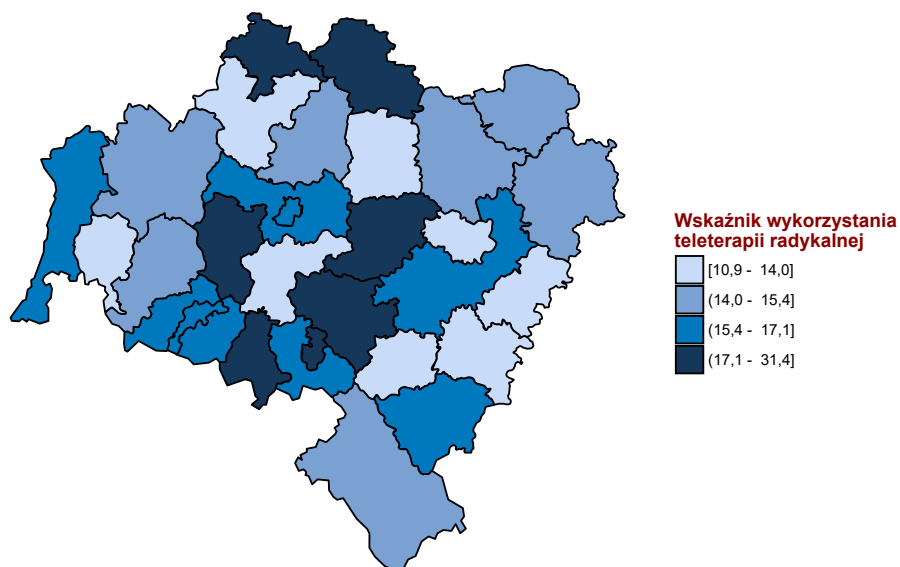 Wskaźnik wykorzystania
teleterapii radykalnej
[10,9 - 14,0]
(14,0 - 15,4]
(15,4 - 17,1]
(17,1 - 31,4]